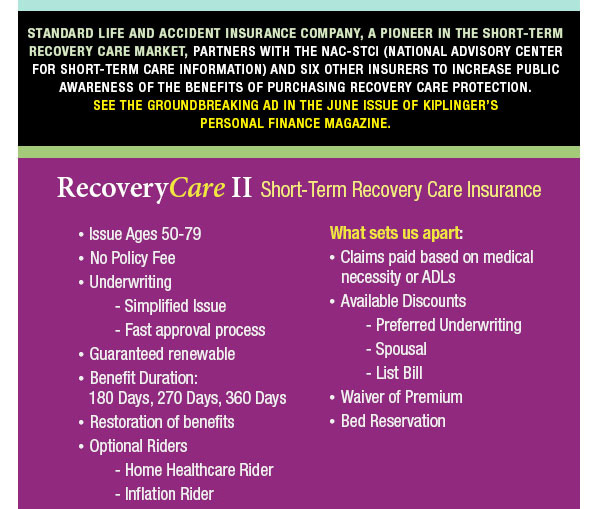 STANDARD LIFE AND ACCIDENT INSURANCE COMPANY, A PIONEER IN THE SHORT-TERM
RECOVERY CARE MARKET, PARTNERS WITH THE NAC-STCI (NATIONAL ADVISORY CENTER
FOR SHORT-TERM CARE INFORMATION) AND SIX OTHER INSURERS TO INCREASE PUBLIC
AWARENESS OF THE BENEFITS OF PURCHASING RECOVERY CARE PROTECTION.
SEE THE GROUNDBREAKING AD IN THE JUNE ISSUE OF KIPLINGER'S
PERSONAL FINANCE MAGAZINE.
RecoveryCare II Short-Term Recovery Care Insurance
• Issue Ages 50-79
• No Policy Fee
• Underwriting
- Simplified Issue
- Fast approval process
• Guaranteed renewable
• Benefit Duration:
180 Days, 270 Days, 360 Days
• Restoration of benefits
• Optional Riders
- Home Healthcare Rider
- Inflation Rider
What sets us apart:
• Claims paid based on medical
necessity or ADLs
• Available Discounts
- Preferred Underwriting
- Spousal
- List Bill
• Waiver of Premium
• Bed Reservation